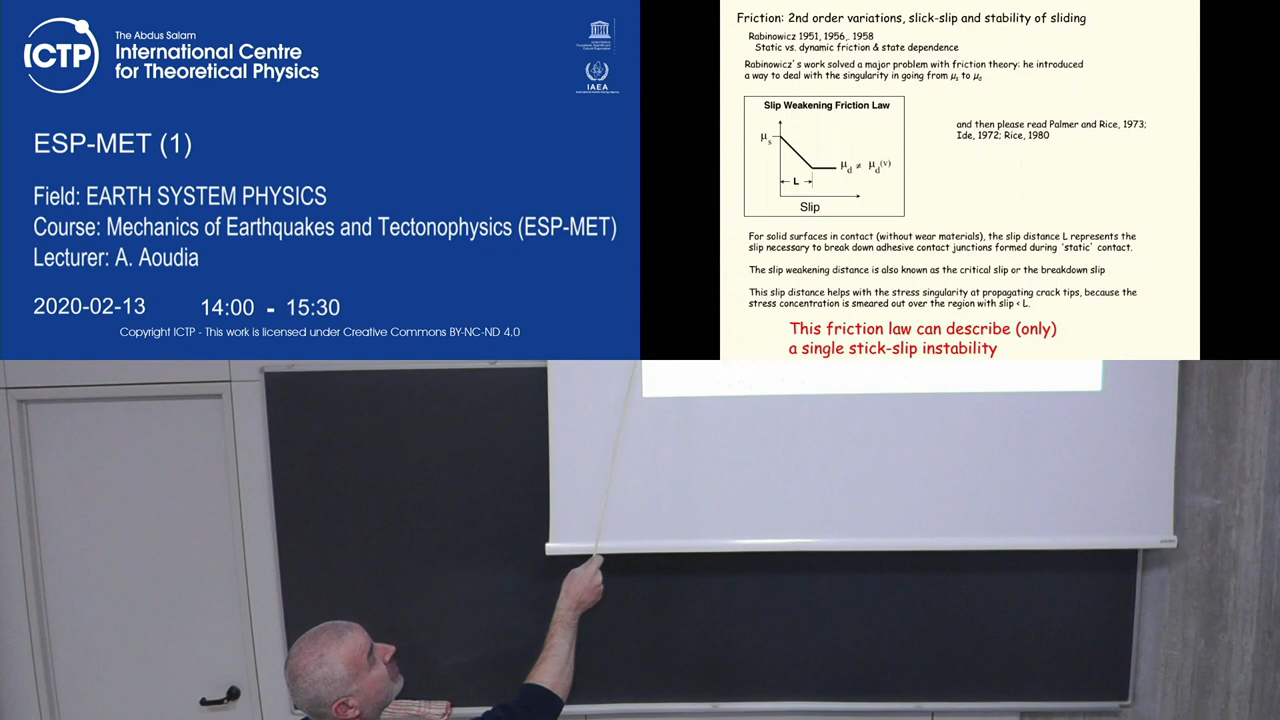 ICTP
The Abdus Salam
International Centre
for Theoretical Physics
IAEA
ESP-MET (1)
Field: EARTH SYSTEM PHYSICS
Course: Mechanics of Earthquakes and Tectonophysics (ESP-MET)
Lecturer: A. Aoudia
2020-02-13 14:00 - 15:30
Copyright ICTP - This work is licensed under Creative Commons BY-NC-ND 4.0
Friction: 2nd order variations, slick-slip and stability of sliding
Rabinowicz 1951, 1956,. 1958
Static vs. dynamic friction & state dependence
Rabinowicz's work solved a major problem with friction theory: he introduced
a way to deal with the singularity in going from μs to μd
Slip Weakening Friction Law
μs
μd ≠ μd(v)
L
Slip
and then please read Palmer and Rice, 1973;
Ide, 1972; Rice, 1980
For solid surfaces in contact (without wear materials), the slip distance L represents the
slip necessary to break down adhesive contact junctions formed during 'static' contact.
The slip weakening distance is also known as the critical slip or the breakdown slip
This slip distance helps with the stress singularity at propagating crack tips, because the
stress concentration is smeared out over the region with slip < L.
This friction law can describe (only)
a single stick-slip instability